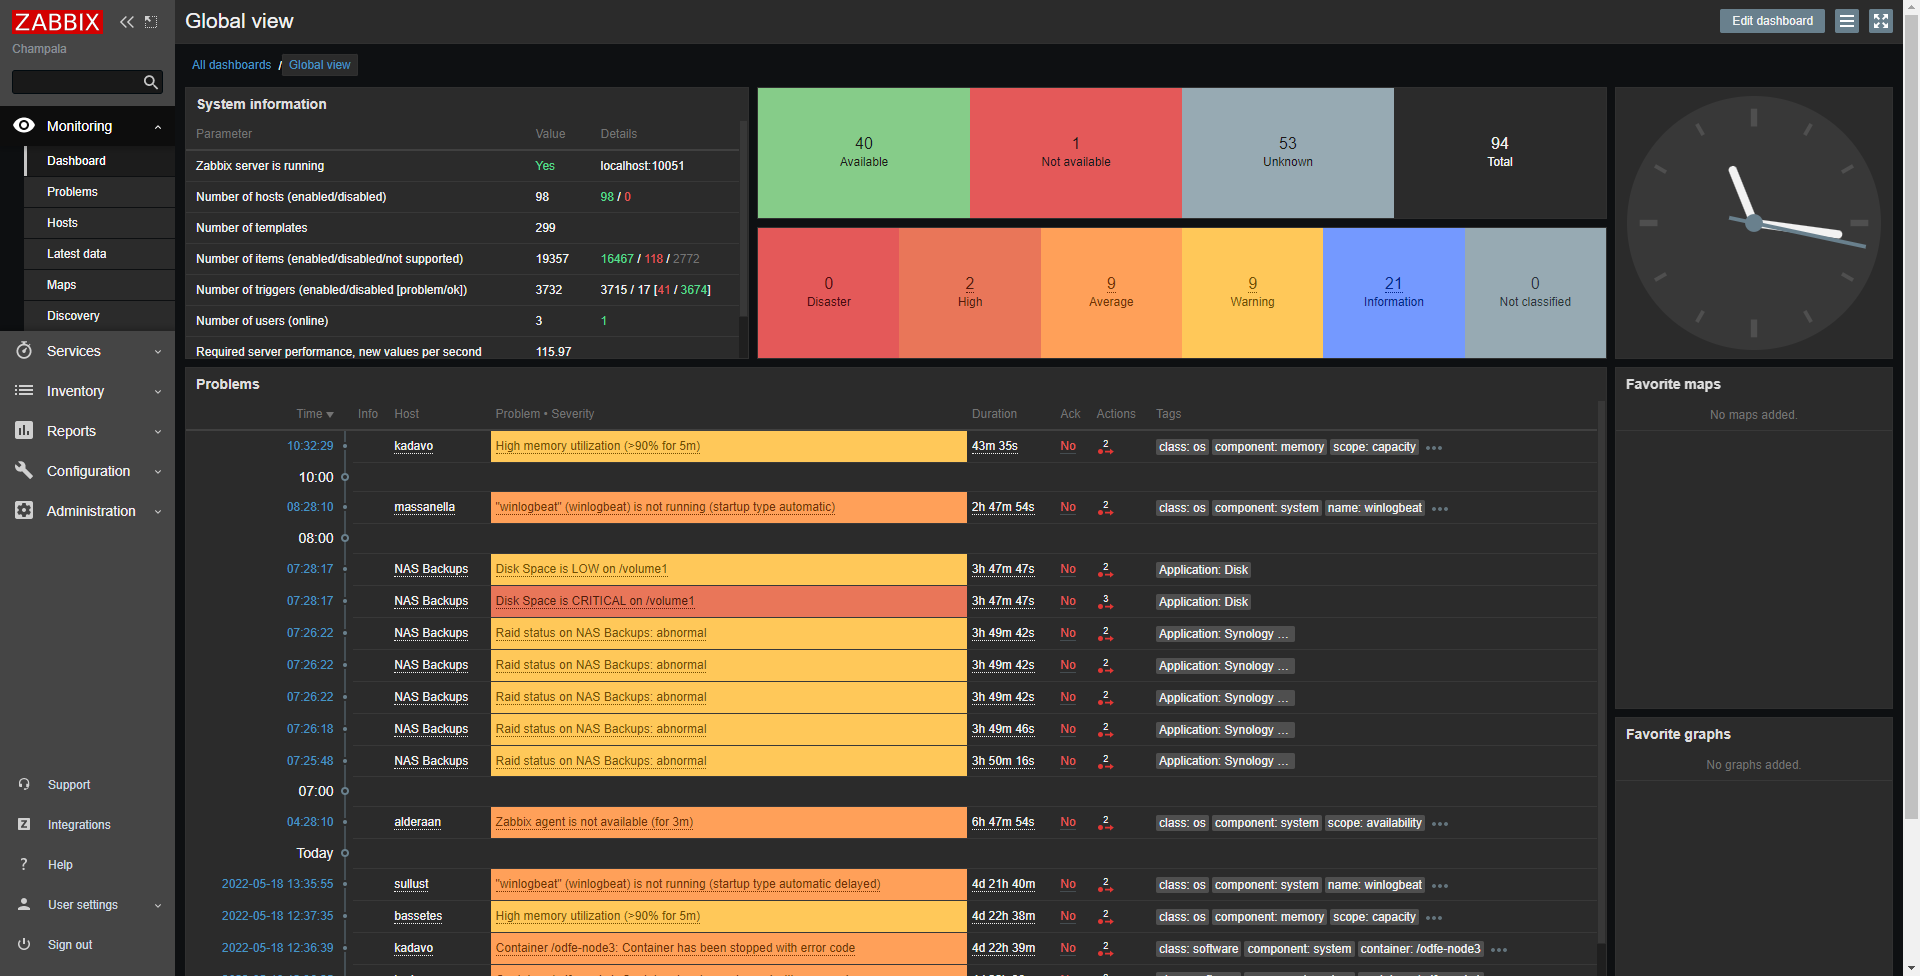 ZABBIX
Champala
Monitoring
Dashboard
Problems
Hosts
Latest data
Maps
Discovery
Services
Inventory
Reports
Configuration
Administration
Support
Integrations
Help
User settings
Sign out
Global view
Edit dashboard
All dashboards / Global view
System information
Parameter Value Details
Zabbix server is running Yes localhost:10051
Number of hosts (enabled/disabled) 98 98 / 0
Number of templates 299
Number of items (enabled/disabled/not supported) 19357 16467 / 118 / 2772
Number of triggers (enabled/disabled [problem/ok]) 3732 3715 / 17 [41 / 3674]
Number of users (online) 3 1
Required server performance, new values per second 115.97
40 Available
1 Not available
53 Unknown
94 Total
0 Disaster
2 High
9 Average
9 Warning
21 Information
0 Not classified
Problems
Time Info Host Problem • Severity Duration Ack Actions Tags
10:32:29 kadavo High memory utilization (>90% for 5m) 43m 35s No 2 class: os component: memory scope: capacity •••
10:00
08:28:10 massanella "winlogbeat" (winlogbeat) is not running (startup type automatic) 2h 47m 54s No 2 class: os component: system name: winlogbeat •••
08:00
07:28:17 NAS Backups Disk Space is LOW on /volume1 3h 47m 47s No 2 Application: Disk
07:28:17 NAS Backups Disk Space is CRITICAL on /volume1 3h 47m 47s No 3 Application: Disk
07:26:22 NAS Backups Raid status on NAS Backups: abnormal 3h 49m 42s No 2 Application: Synology ...
07:26:22 NAS Backups Raid status on NAS Backups: abnormal 3h 49m 42s No 2 Application: Synology ...
07:26:22 NAS Backups Raid status on NAS Backups: abnormal 3h 49m 42s No 2 Application: Synology ...
07:26:18 NAS Backups Raid status on NAS Backups: abnormal 3h 49m 46s No 2 Application: Synology ...
07:25:48 NAS Backups Raid status on NAS Backups: abnormal 3h 50m 16s No 2 Application: Synology ...
07:00
04:28:10 alderaan Zabbix agent is not available (for 3m) 6h 47m 54s No 2 class: os component: system scope: availability •••
Today
2022-05-18 13:35:55 sullust "winlogbeat" (winlogbeat) is not running (startup type automatic delayed) 4d 21h 40m No 2 class: os component: system name: winlogbeat •••
2022-05-18 12:37:35 bassetes High memory utilization (>90% for 5m) 4d 22h 38m No 2 class: os component: memory scope: capacity •••
2022-05-18 12:36:39 kadavo Container /odfe-node3: Container has been stopped with error code 4d 22h 39m No 2 class: software component: system container: /odfe-node3 •••
Favorite maps
No maps added.
Favorite graphs
No graphs added.